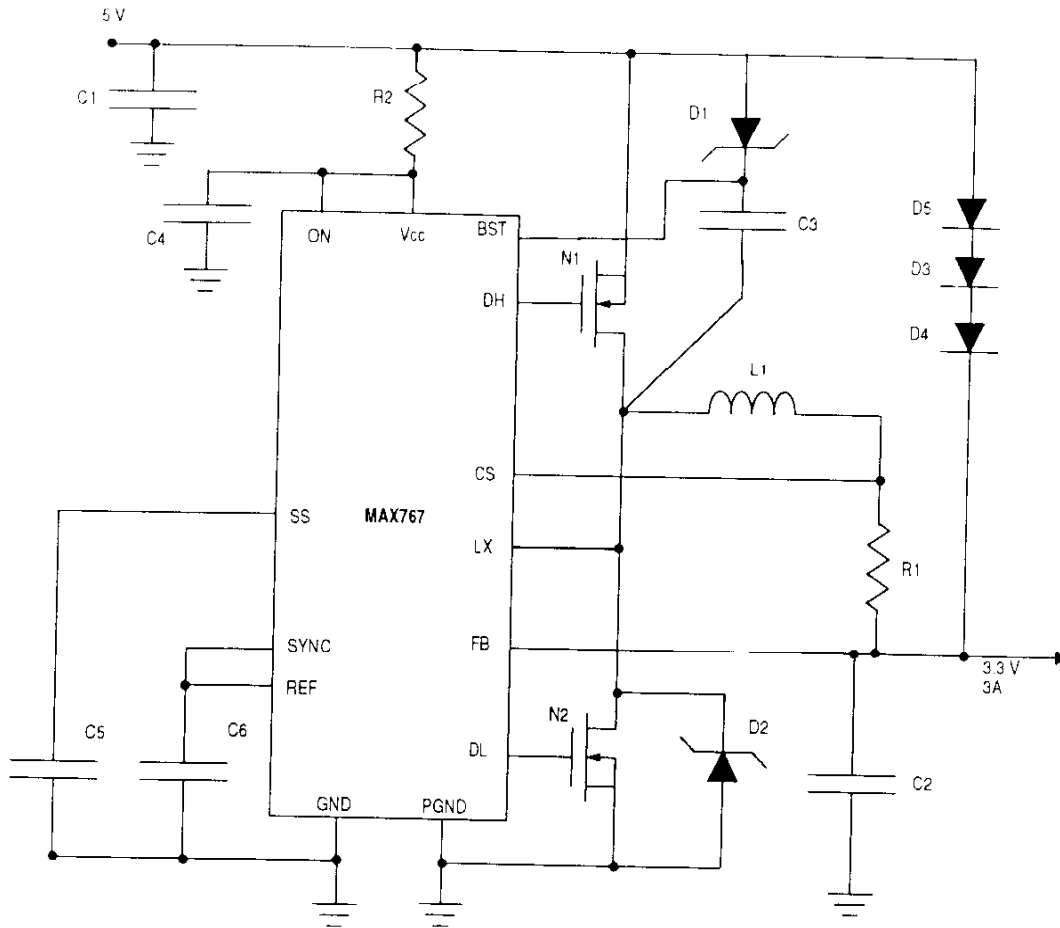 5 V
C1
R2
D1
C4
ON
Vcc
BST
C3
D5
N1
DH
D3
D4
L1
CS
SS
MAX767
LX
R1
SYNC
FB
REF
3.3 V
3A
C5
C6
N2
DL
D2
C2
GND
PGND